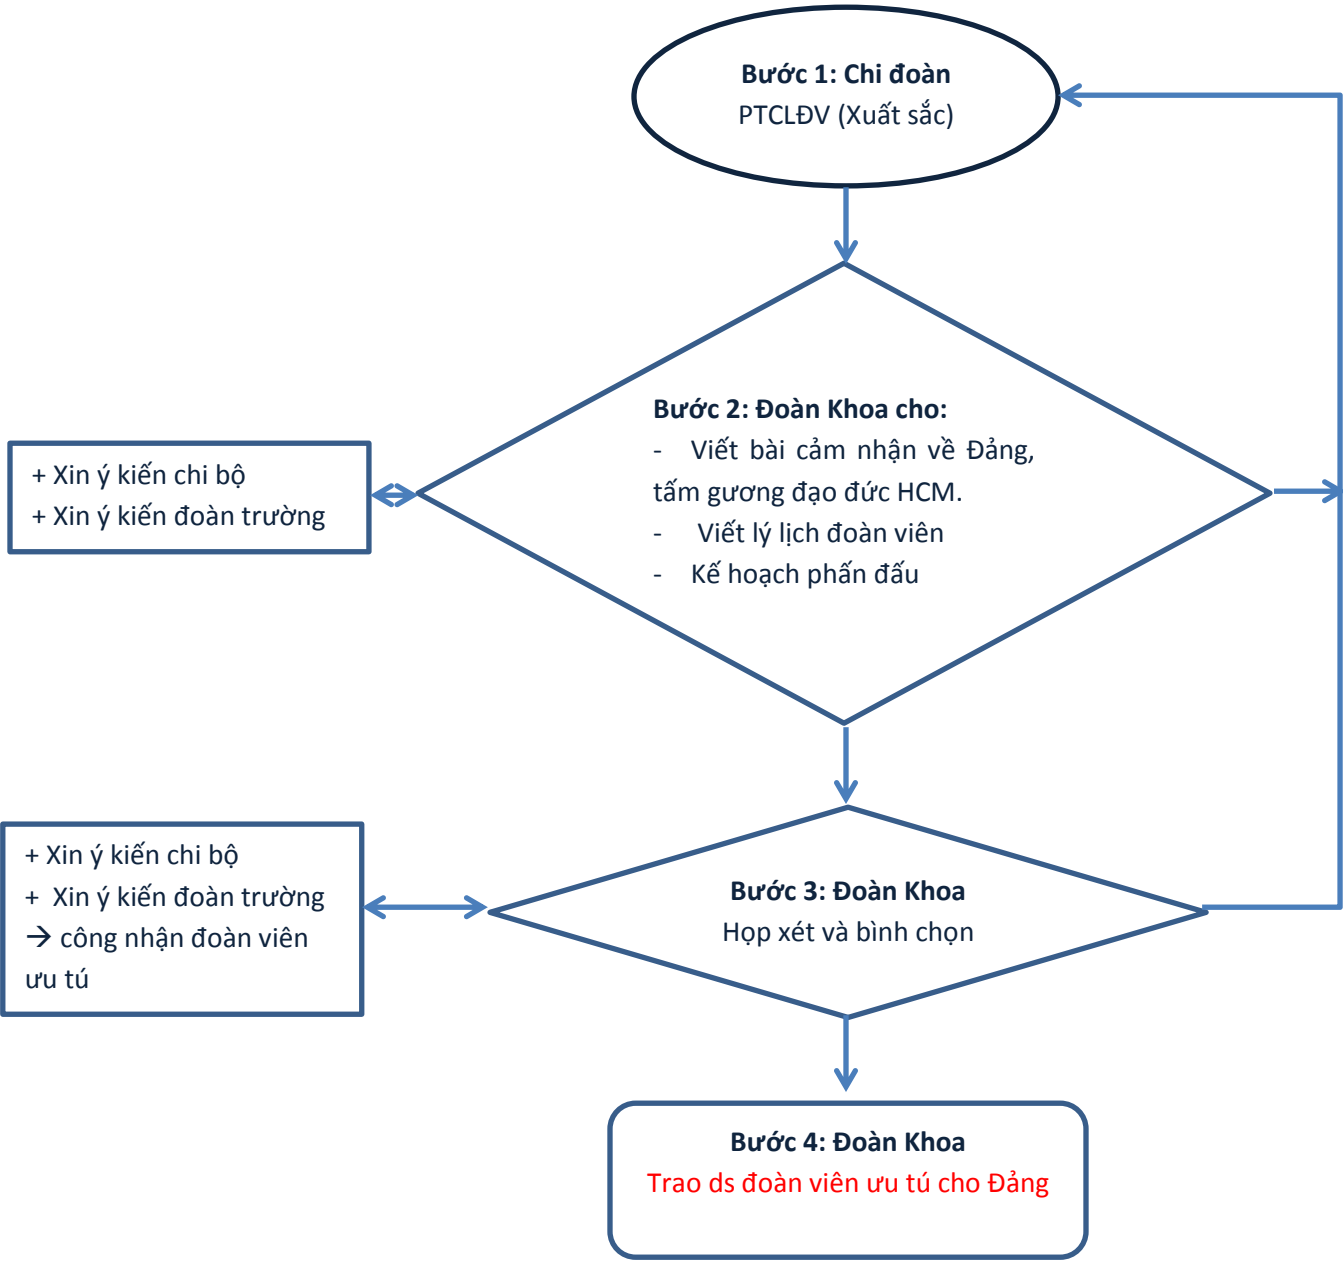 Bước 1: Chi đoàn
PTCLĐV (Xuất sắc)
Bước 2: Đoàn Khoa cho:
- Viết bài cảm nhận về Đảng,
tấm gương đạo đức HCM.
- Viết lý lịch đoàn viên
- Kế hoạch phấn đấu
+ Xin ý kiến chi bộ
+ Xin ý kiến đoàn trường
+ Xin ý kiến chi bộ
+ Xin ý kiến đoàn trường
→ công nhận đoàn viên
ưu tú
Bước 3: Đoàn Khoa
Họp xét và bình chọn
Bước 4: Đoàn Khoa
Trao ds đoàn viên ưu tú cho Đảng